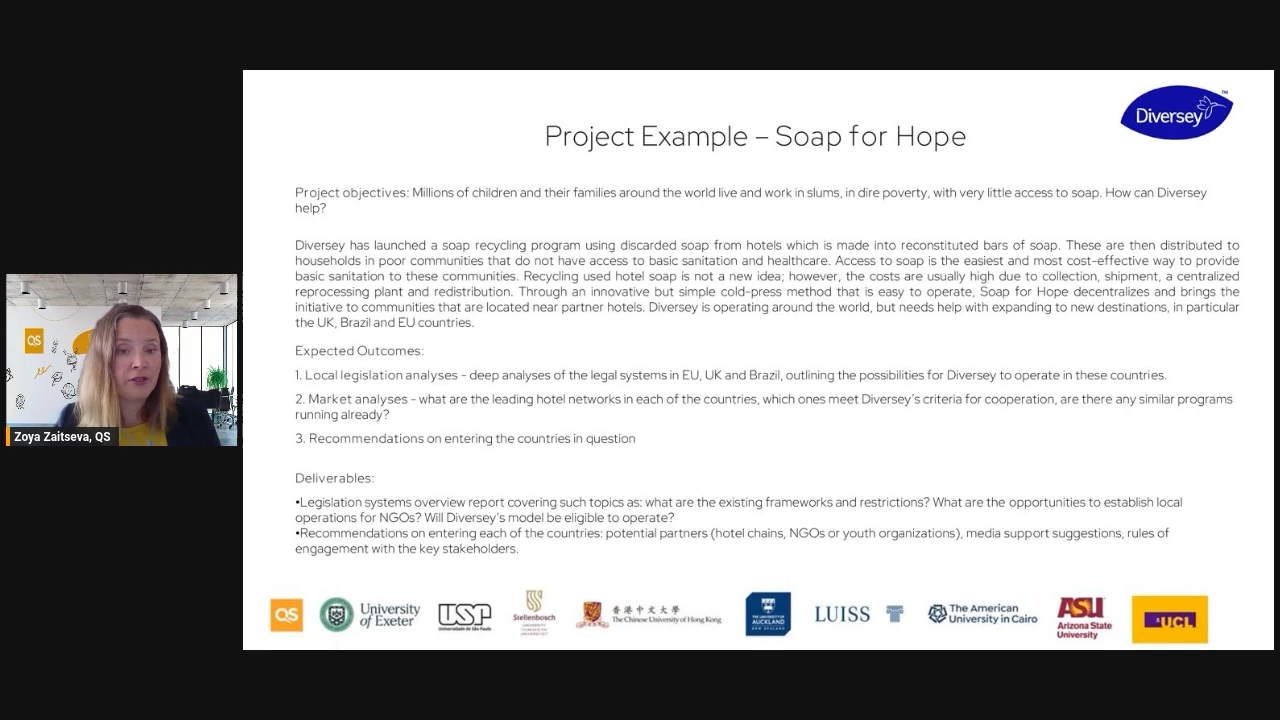 Diversey
TM
Project Example – Soap for Hope
Project objectives: Millions of children and their families around the world live and work in slums, in dire poverty, with very little access to soap. How can Diversey
help?
Diversey has launched a soap recycling program using discarded soap from hotels which is made into reconstituted bars of soap. These are then distributed to
households in poor communities that do not have access to basic sanitation and healthcare. Access to soap is the easiest and most cost-effective way to provide
basic sanitation to these communities. Recycling used hotel soap is not a new idea; however, the costs are usually high due to collection, shipment, a centralized
reprocessing plant and redistribution. Through an innovative but simple cold-press method that is easy to operate, Soap for Hope decentralizes and brings the
initiative to communities that are located near partner hotels. Diversey is operating around the world, but needs help with expanding to new destinations, in particular
the UK, Brazil and EU countries.
Expected Outcomes:
1. Local legislation analyses - deep analyses of the legal systems in EU, UK and Brazil, outlining the possibilities for Diversey to operate in these countries.
2. Market analyses - what are the leading hotel networks in each of the countries, which ones meet Diversey's criteria for cooperation, are there any similar programs
running already?
3. Recommendations on entering the countries in question
Deliverables:
•Legislation systems overview report covering such topics as: what are the existing frameworks and restrictions? What are the opportunities to establish local
operations for NGOs? Will Diversey's model be eligible to operate?
•Recommendations on entering each of the countries: potential partners (hotel chains, NGOs or youth organizations), media support suggestions, rules of
engagement with the key stakeholders.
QS
Zoya Zaitseva, QS
QS
University
of Exeter
USP
Universidade de São Paulo
Stellenbosch
UNIVERSITY
香港中文大學
The Chinese University of Hong Kong
THE UNIVERSITY OF
AUCKLAND
NEW ZEALAND
LUISS
The American
University in Cairo
ASU
Arizona State
University
UCL